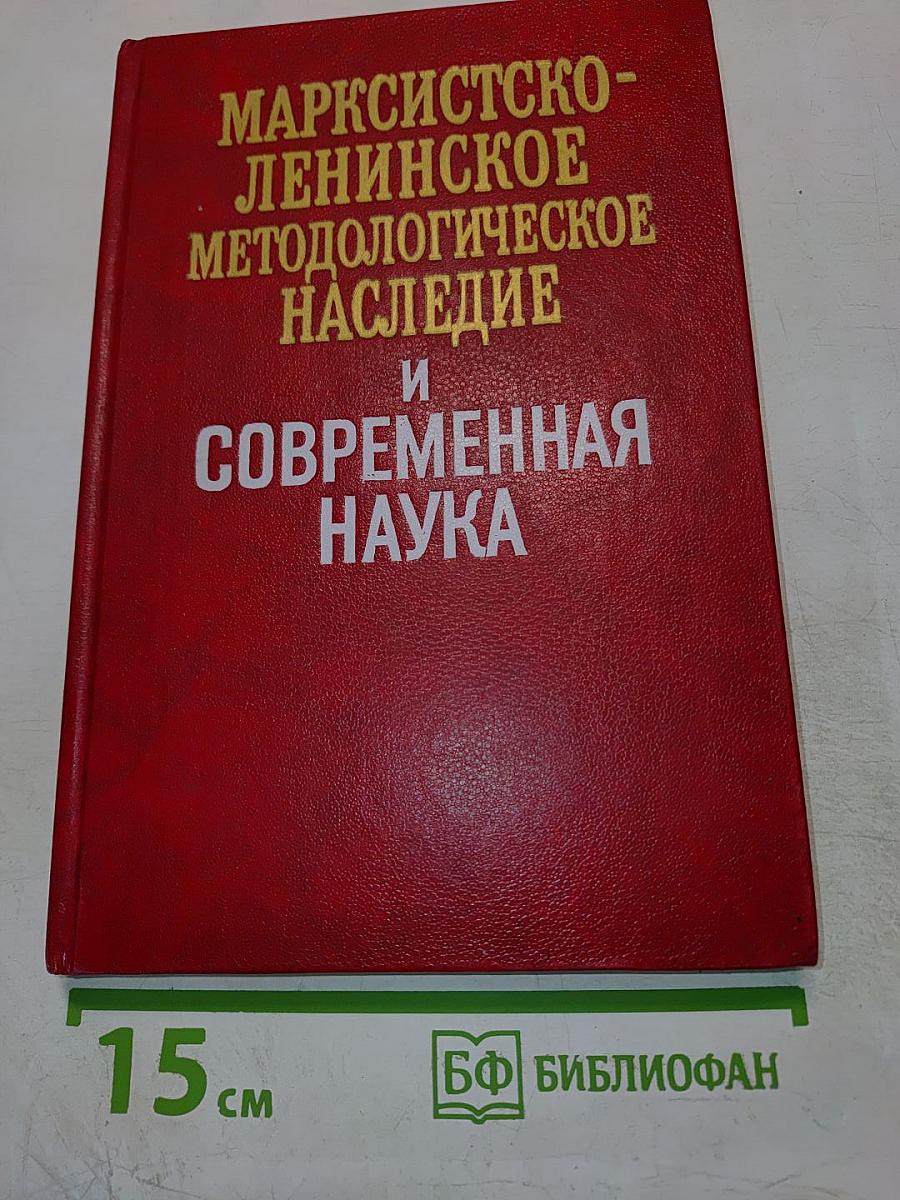 МАРКСИСТСКО-
ЛЕНИНСКОЕ
МЕТОДОЛОГИЧЕСКОЕ
НАСЛЕДИЕ
И
СОВРЕМЕННАЯ
НАУКА
15 см
БФ БИБЛИОФАН